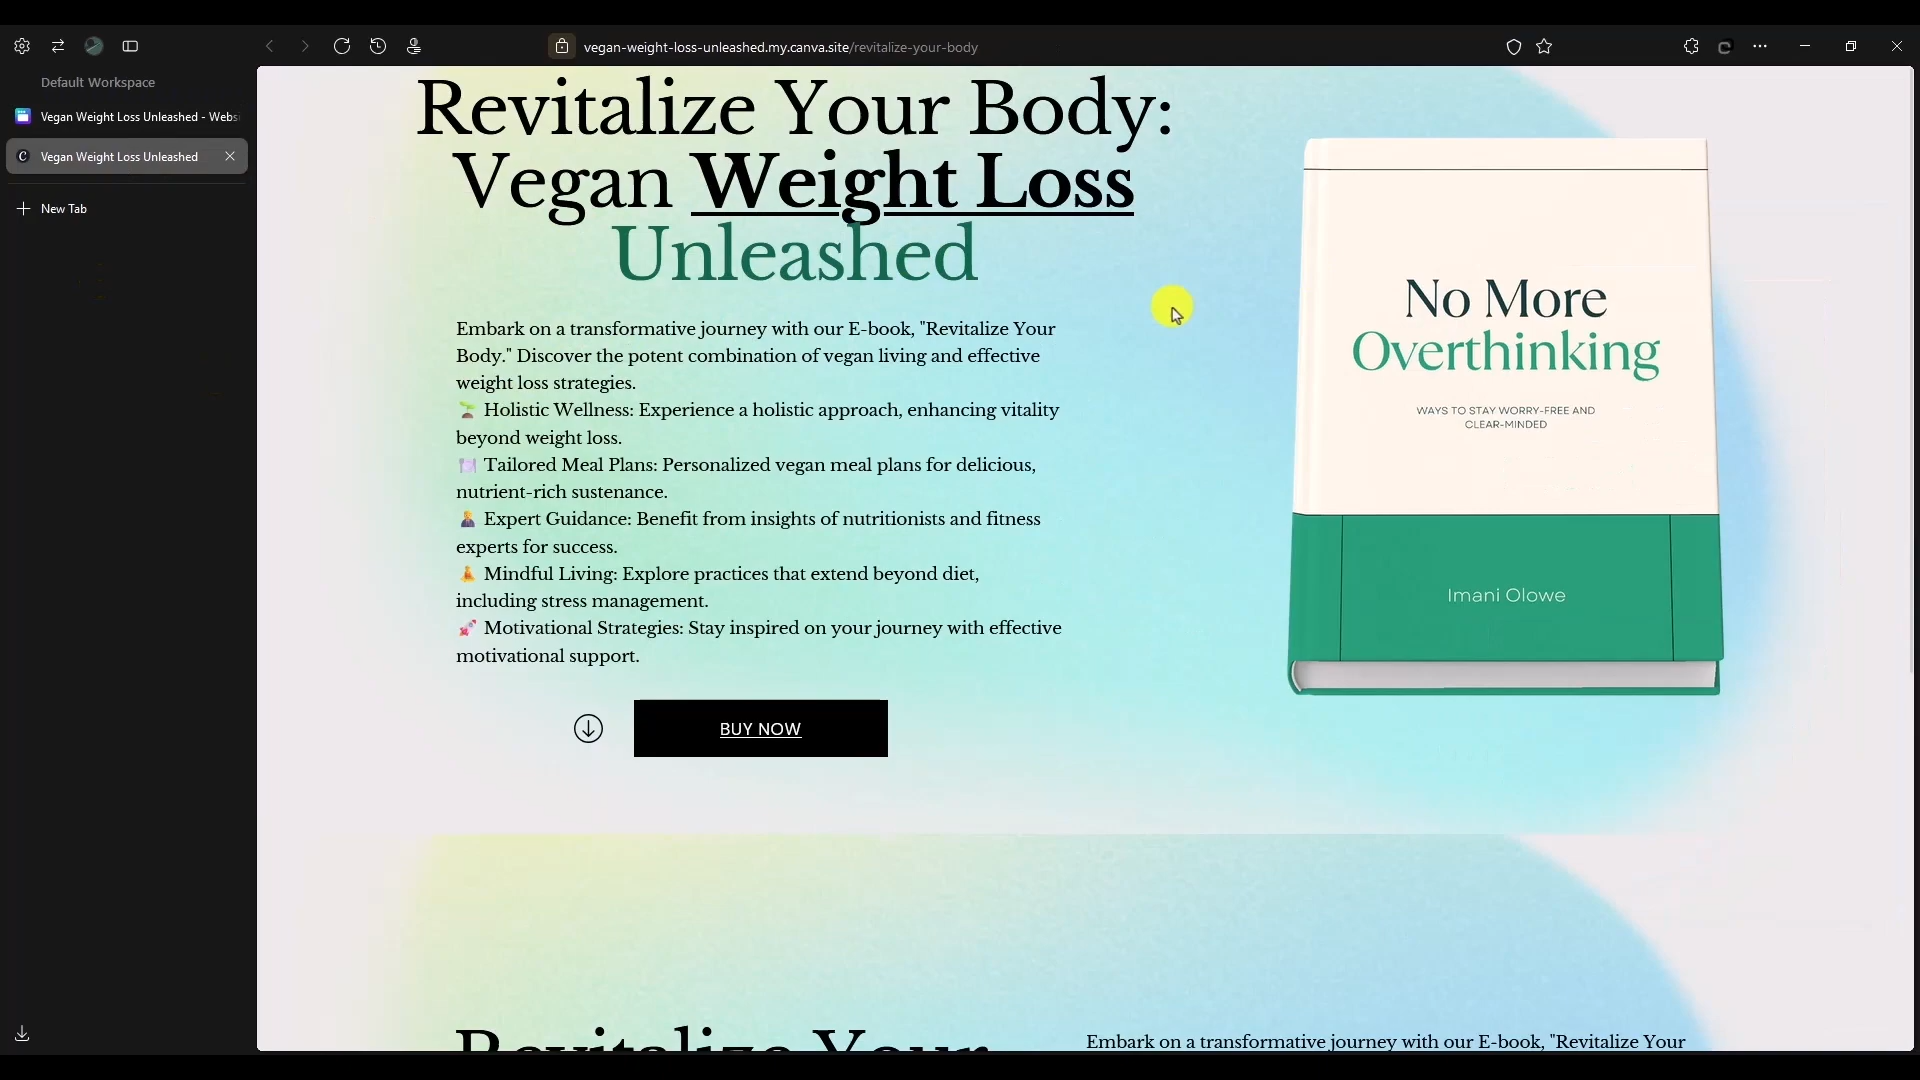 vegan-weight-loss-unleashed.my.canva.site/revitalize-your-body
Default Workspace
Vegan Weight Loss Unleashed - Websi
Vegan Weight Loss Unleashed
New Tab
Revitalize Your Body:
Vegan Weight Loss
Unleashed
Embark on a transformative journey with our E-book, "Revitalize Your
Body." Discover the potent combination of vegan living and effective
weight loss strategies.
🌱 Holistic Wellness: Experience a holistic approach, enhancing vitality
beyond weight loss.
🍽️ Tailored Meal Plans: Personalized vegan meal plans for delicious,
nutrient-rich sustenance.
Expert Guidance: Benefit from insights of nutritionists and fitness
experts for success.
Mindful Living: Explore practices that extend beyond diet,
including stress management.
🚀 Motivational Strategies: Stay inspired on your journey with effective
motivational support.
BUY NOW
No More
Overthinking
WAYS TO STAY WORRY-FREE AND
CLEAR-MINDED
Imani Olowe
Revitalize Your
Embark on a transformative journey with our E-book, "Revitalize Your